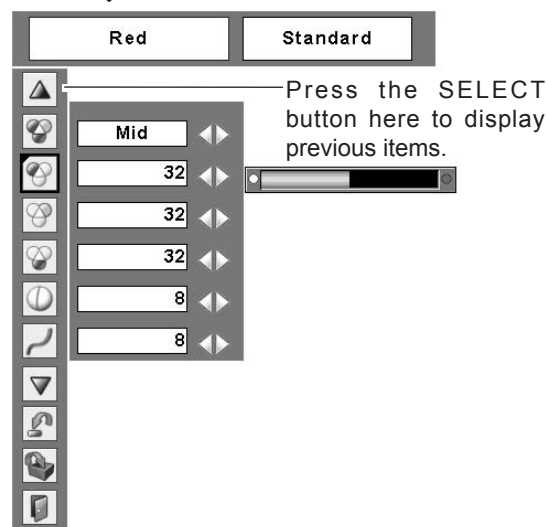 Red Standard
Press the SELECT
button here to display
previous items.
Mid
32
32
32
8
8